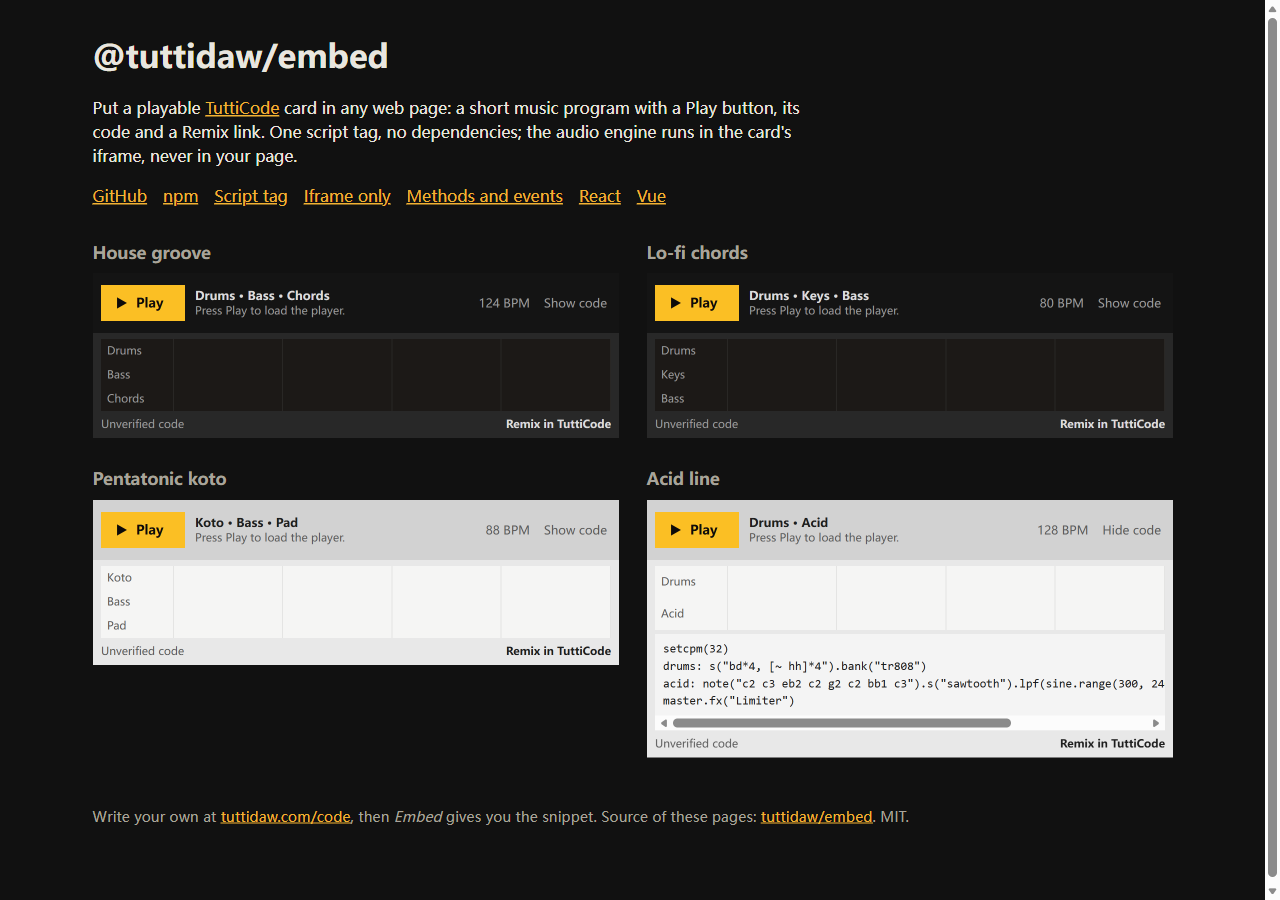 @tuttidaw/embed
Put a playable TuttiCode card in any web page: a short music program with a Play button, its
code and a Remix link. One script tag, no dependencies; the audio engine runs in the card's
iframe, never in your page.
GitHub npm Script tag Iframe only Methods and events React Vue
House groove
Play
Drums • Bass • Chords
Press Play to load the player.
124 BPM Show code
Drums
Bass
Chords
Unverified code Remix in TuttiCode
Lo-fi chords
Play
Drums • Keys • Bass
Press Play to load the player.
80 BPM Show code
Drums
Keys
Bass
Unverified code Remix in TuttiCode
Pentatonic koto
Play
Koto • Bass • Pad
Press Play to load the player.
88 BPM Show code
Koto
Bass
Pad
Unverified code Remix in TuttiCode
Acid line
Play
Drums • Acid
Press Play to load the player.
128 BPM Hide code
Drums
Acid
setcpm(32)
drums: s("bd*4, [~ hh]*4").bank("tr808")
acid: note("c2 c3 eb2 c2 g2 c2 bb1 c3").s("sawtooth").lpf(sine.range(300, 24
master.fx("Limiter")
Unverified code Remix in TuttiCode
Write your own at tuttidaw.com/code, then Embed gives you the snippet. Source of these pages: tuttidaw/embed. MIT.